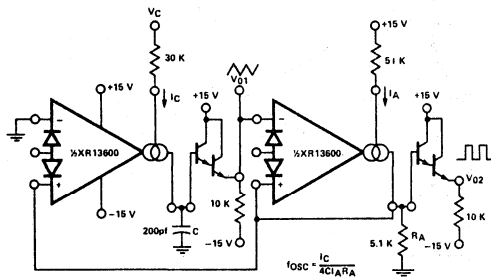 VC
30 K
IC
+15 V
+15 V
VO1
–
½XR13600
+
–15 V
200pf
C
10 K
–15 V
IA
51 K
+15 V
–
½XR13600
+
VO2
10 K
–15 V
5.1 K
RA
fOSC = IC
4CIARA